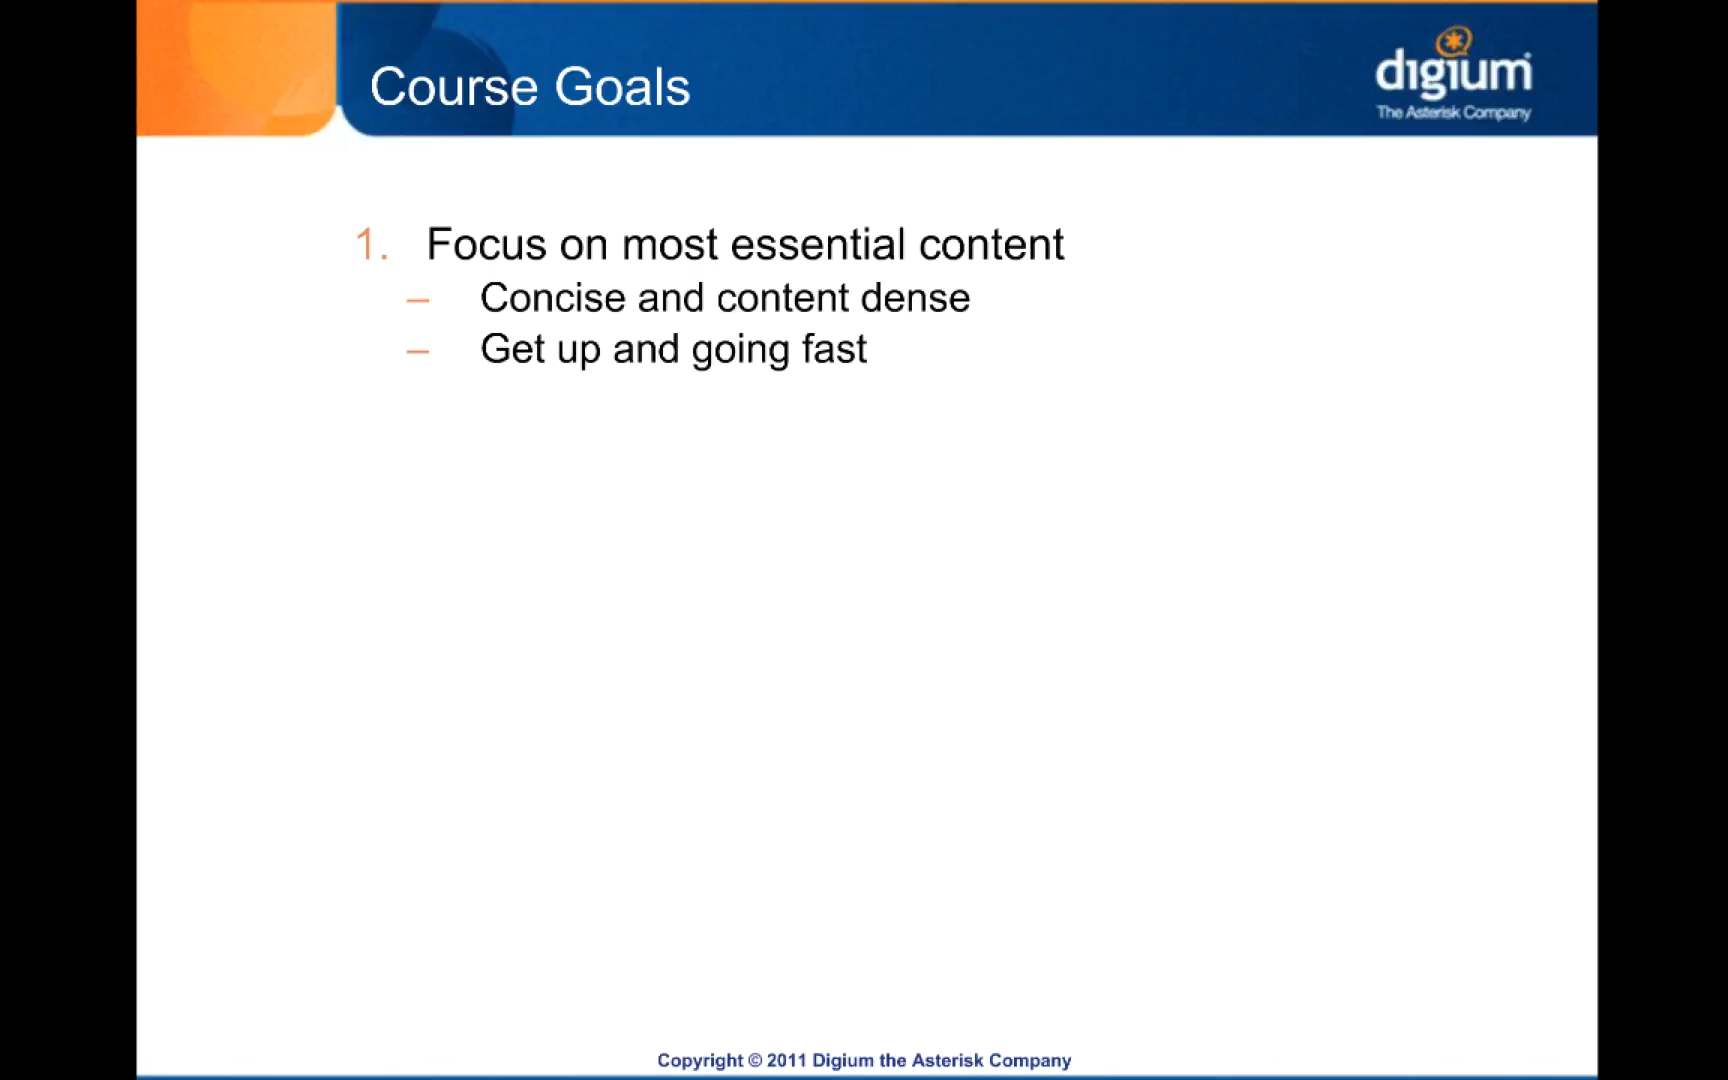 Course Goals
digium
The Asterisk Company
1. Focus on most essential content
– Concise and content dense
– Get up and going fast
Copyright © 2011 Digium the Asterisk Company